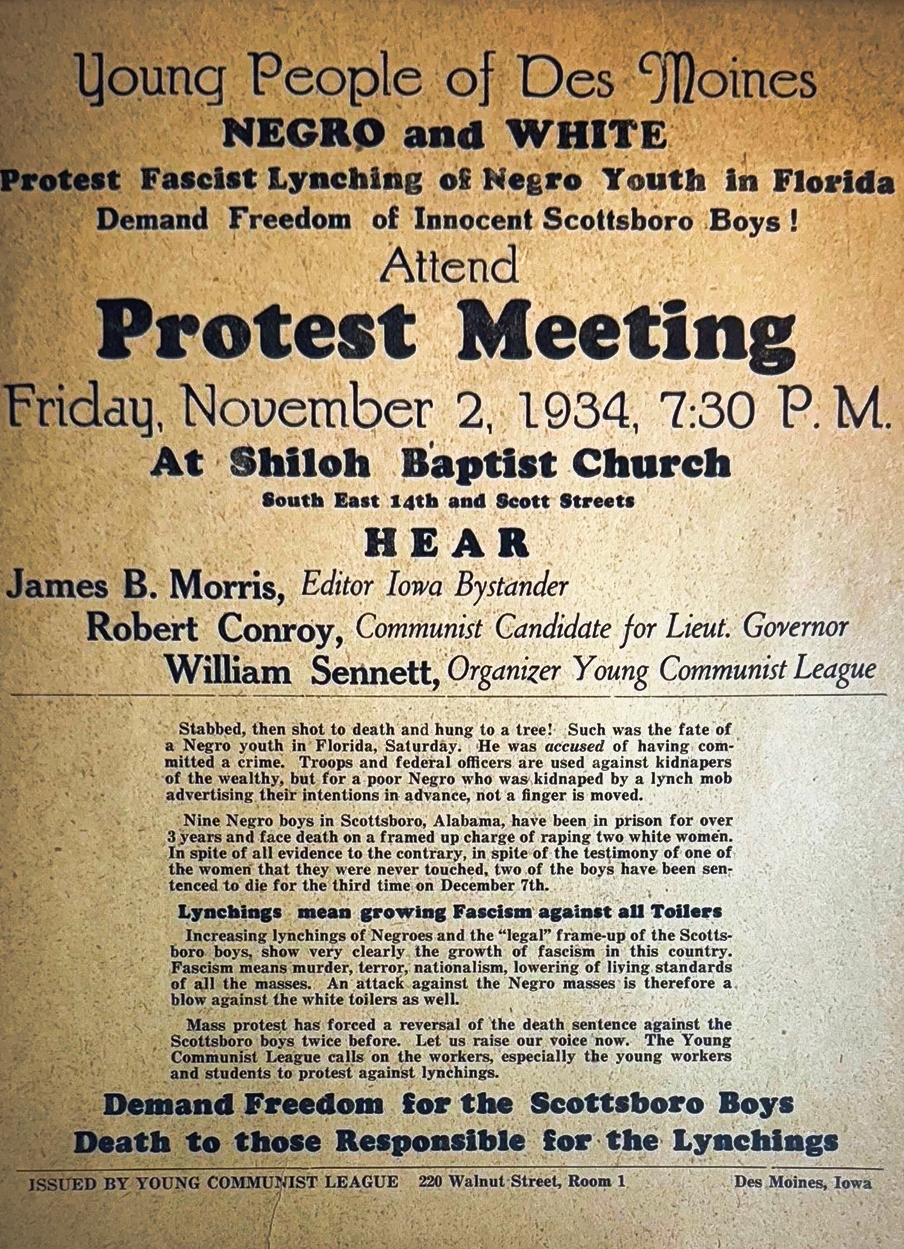 Young People of Des Moines
NEGRO and WHITE
Protest Fascist Lynching of Negro Youth in Florida
Demand Freedom of Innocent Scottsboro Boys !
Attend
Protest Meeting
Friday, November 2, 1934, 7:30 P. M.
At Shiloh Baptist Church
South East 14th and Scott Streets
HEAR
James B. Morris, Editor Iowa Bystander
Robert Conroy, Communist Candidate for Lieut. Governor
William Sennett, Organizer Young Communist League
Stabbed, then shot to death and hung to a tree! Such was the fate of
a Negro youth in Florida, Saturday. He was accused of having com-
mitted a crime. Troops and federal officers are used against kidnapers
of the wealthy, but for a poor Negro who was kidnaped by a lynch mob
advertising their intentions in advance, not a finger is moved.
Nine Negro boys in Scottsboro, Alabama, have been in prison for over
3 years and face death on a framed up charge of raping two white women.
In spite of all evidence to the contrary, in spite of the testimony of one of
the women that they were never touched, two of the boys have been sen-
tenced to die for the third time on December 7th.
Lynchings mean growing Fascism against all Toilers
Increasing lynchings of Negroes and the "legal" frame-up of the Scotts-
boro boys, show very clearly the growth of fascism in this country.
Fascism means murder, terror, nationalism, lowering of living standards
of all the masses. An attack against the Negro masses is therefore a
blow against the white toilers as well.
Mass protest has forced a reversal of the death sentence against the
Scottsboro boys twice before. Let us raise our voice now. The Young
Communist League calls on the workers, especially the young workers
and students to protest against lynchings.
Demand Freedom for the Scottsboro Boys
Death to those Responsible for the Lynchings
ISSUED BY YOUNG COMMUNIST LEAGUE 220 Walnut Street, Room 1 Des Moines, Iowa